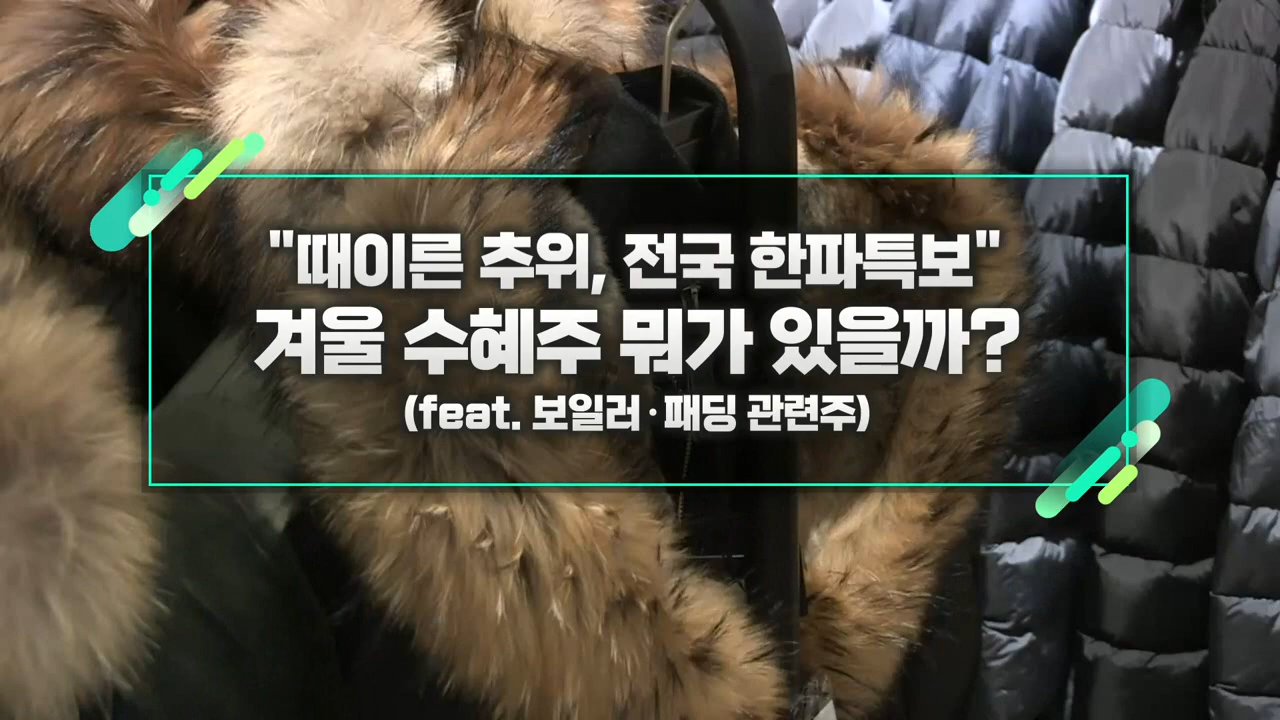 "때이른 추위, 전국 한파특보"
겨울 수혜주 뭐가 있을까?
(feat. 보일러·패딩 관련주)